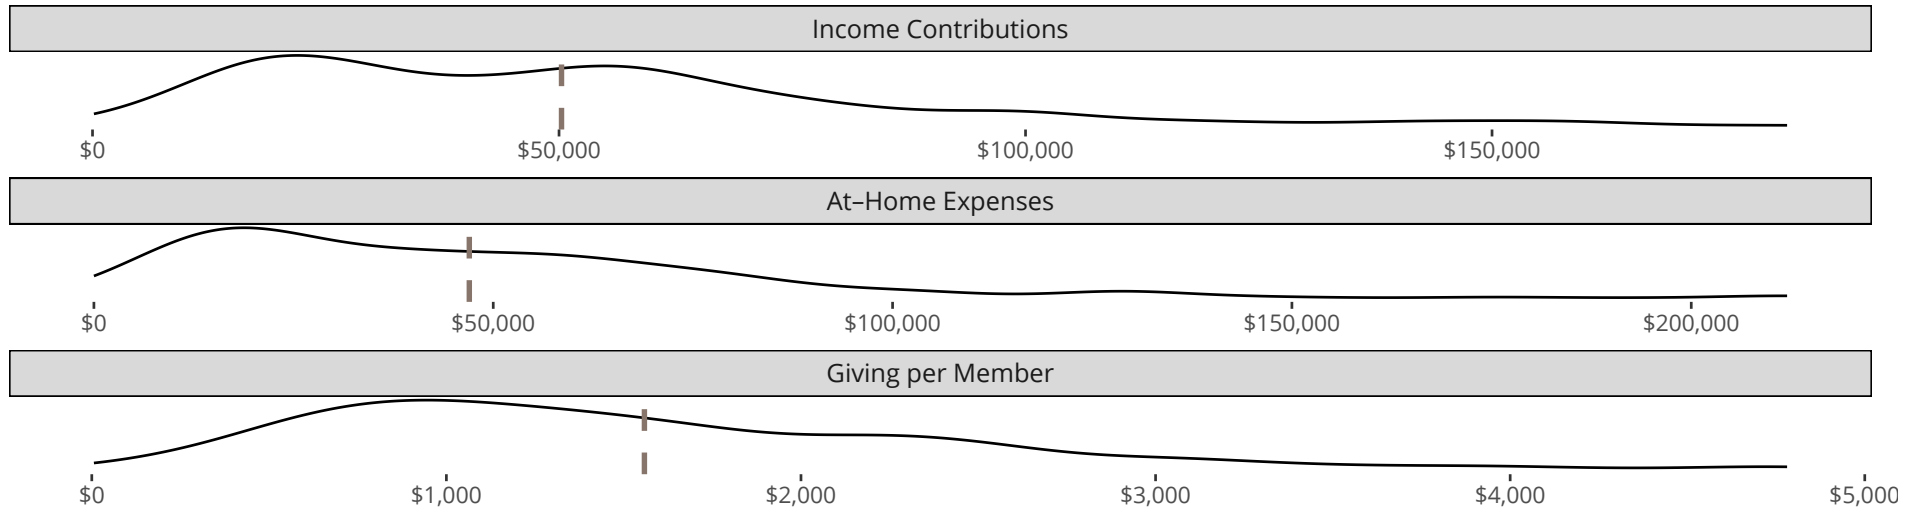 Income Contributions
$0 $50,000 $100,000 $150,000
At–Home Expenses
$0 $50,000 $100,000 $150,000 $200,000
Giving per Member
$0 $1,000 $2,000 $3,000 $4,000 $5,000